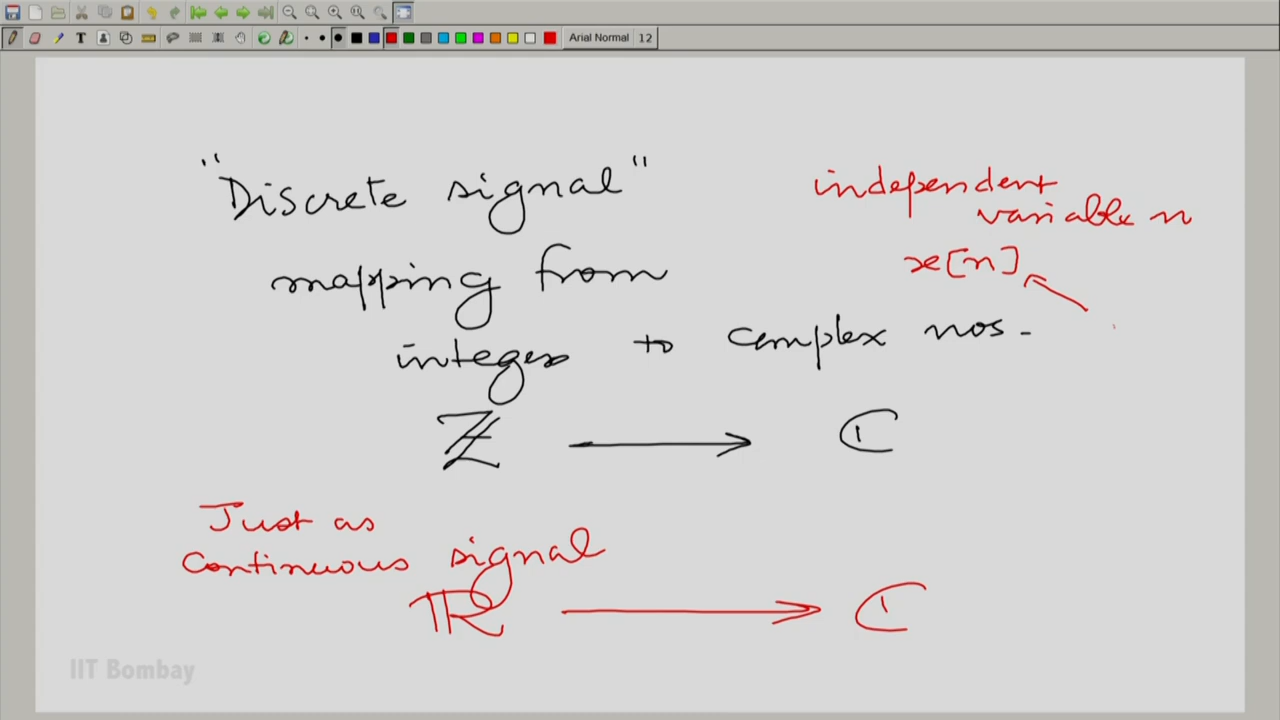 Arial Normal 12
"Discrete signal"
mapping from
integers to complex nos.
ℤ → ℂ
independent
variable n
x[n]
Just as
continuous signal
ℝ → ℂ
IIT Bombay